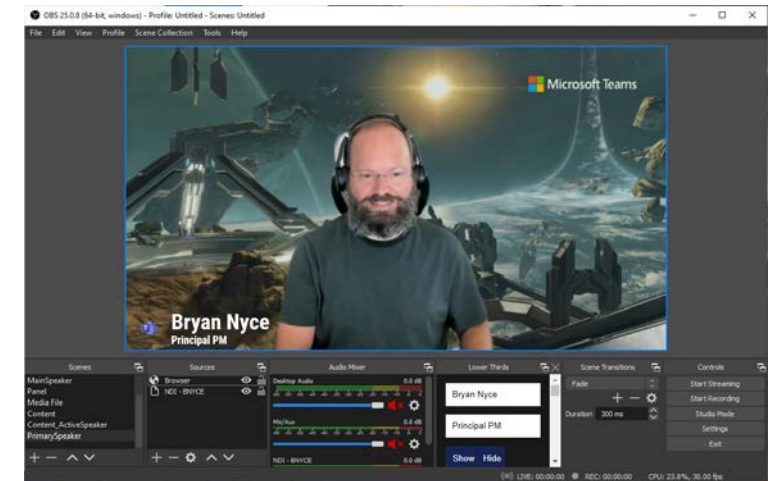 OBS 25.0.8 (64-bit, windows) - Profile: Untitled - Scenes: Untitled
File Edit View Profile Scene Collection Tools Help
Microsoft Teams
Bryan Nyce
Principal PM
Scenes
MainSpeaker
Panel
Media File
Content
Content_ActiveSpeaker
PrimarySpeaker
Sources
Browser
NDI - BNYCE
Audio Mixer
Desktop Audio 0.0 dB
Mic/Aux 0.0 dB
NDI - BNYCE 0.0 dB
Lower Thirds
Bryan Nyce
Principal PM
Show Hide
Scene Transitions
Fade
Duration 300 ms
Controls
Start Streaming
Start Recording
Studio Mode
Settings
Exit
LIVE: 00:00:00 REC: 00:00:00 CPU: 23.8%, 30.00 fps